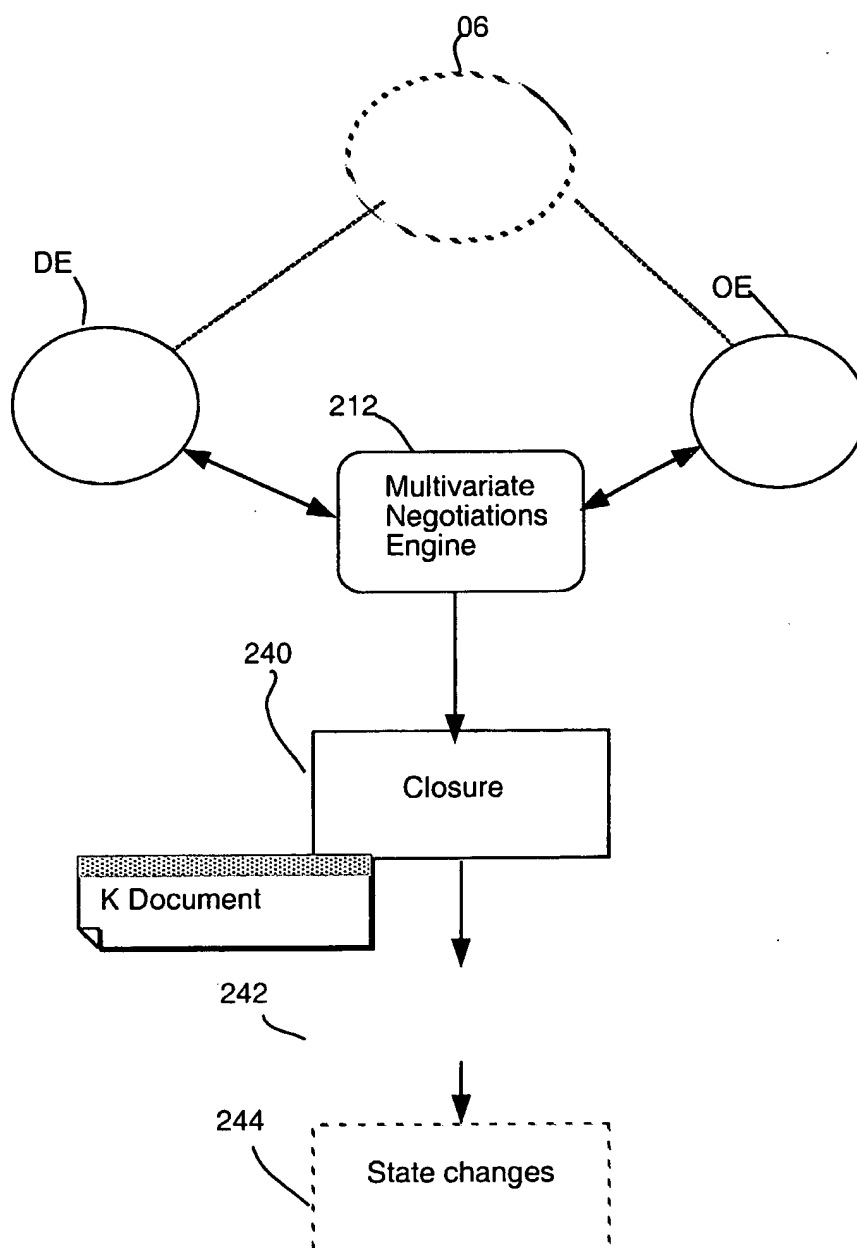 06
DE
OE
212
Multivariate
Negotiations
Engine
240
Closure
K Document
242
244
State changes